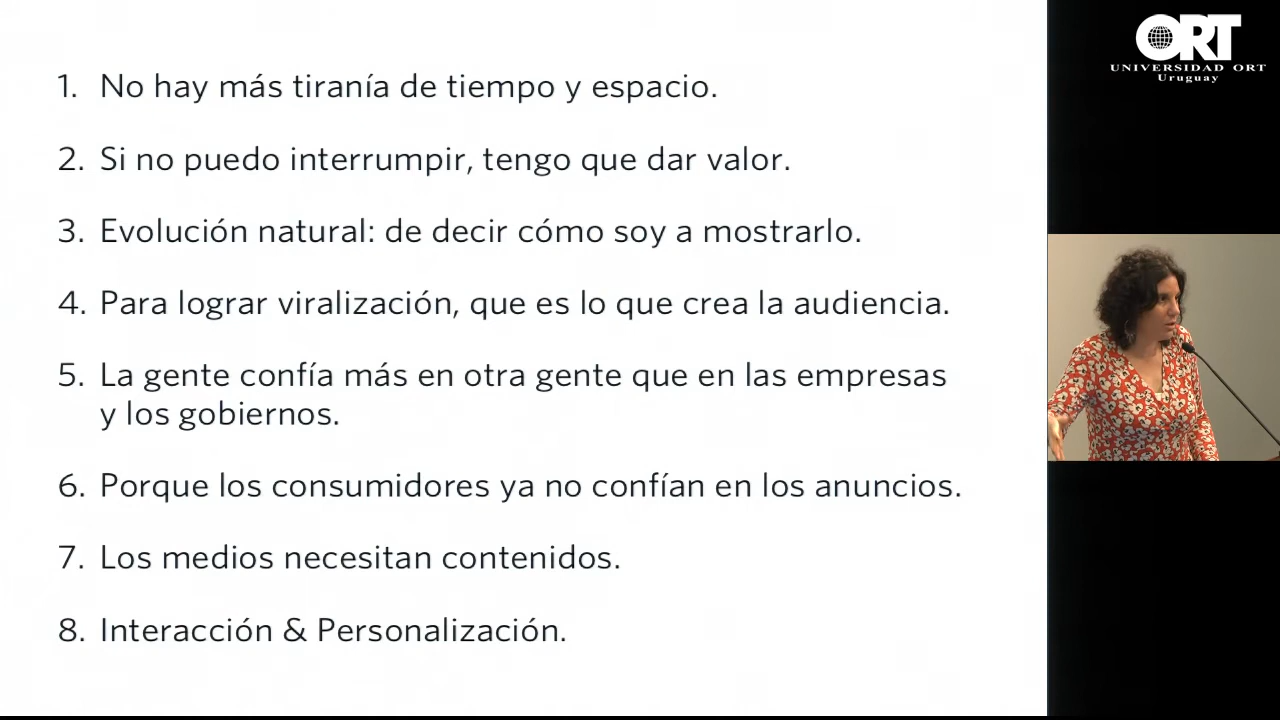 1. No hay más tiranía de tiempo y espacio.
2. Si no puedo interrumpir, tengo que dar valor.
3. Evolución natural: de decir cómo soy a mostrarlo.
4. Para lograr viralización, que es lo que crea la audiencia.
5. La gente confía más en otra gente que en las empresas
y los gobiernos.
6. Porque los consumidores ya no confían en los anuncios.
7. Los medios necesitan contenidos.
8. Interacción & Personalización.
ORT
UNIVERSIDAD ORT
Uruguay